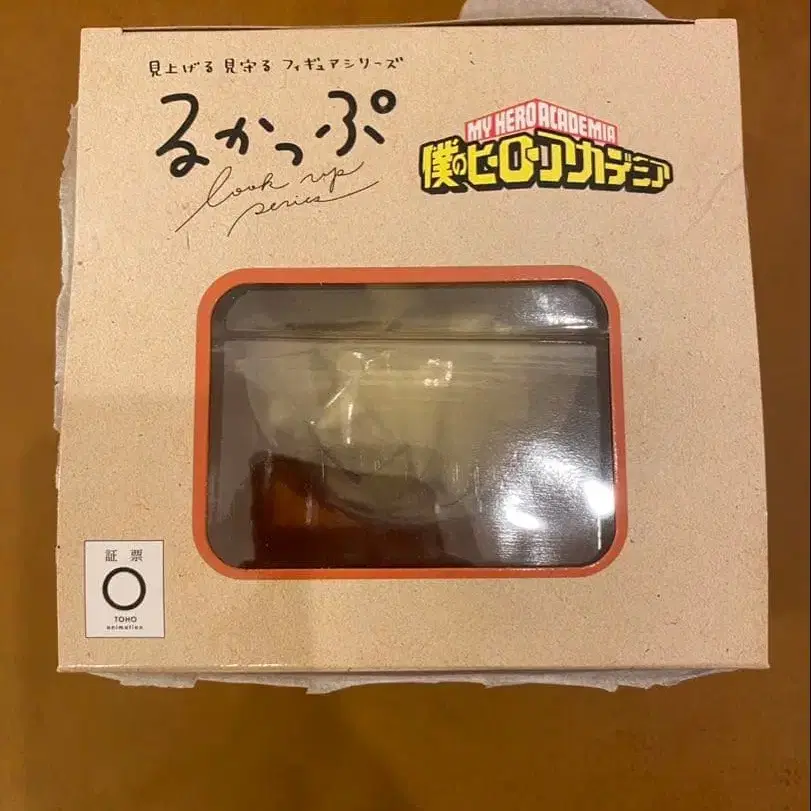 見上げる 見守る フィギュアシリーズ
るかっぷ
look up
series
MY HERO ACADEMIA
僕のヒーローアカデミア
証 票
TOHO
animation